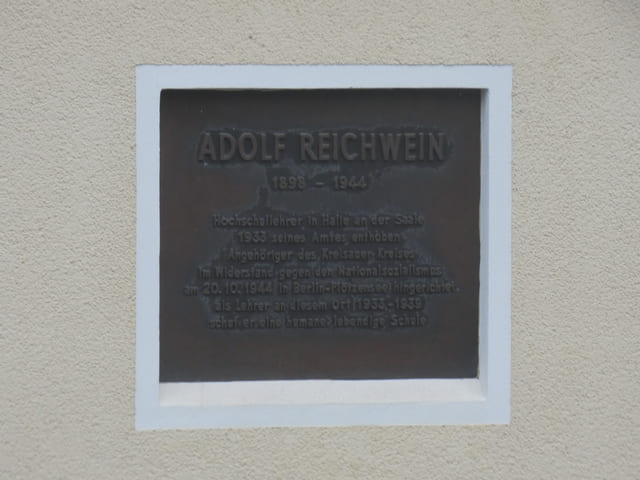 ADOLF REICHWEIN
1898 - 1944
Hochschullehrer in Halle an der Saale
1933 seines Amtes enthoben
Angehöriger des Kreisauer Kreises
im Widerstand gegen den Nationalsozialismus
am 20.10.1944 in Berlin-Plötzensee hingerichtet.
als Lehrer an diesem Ort 1933-1939
schuf er eine humane lebendige Schule